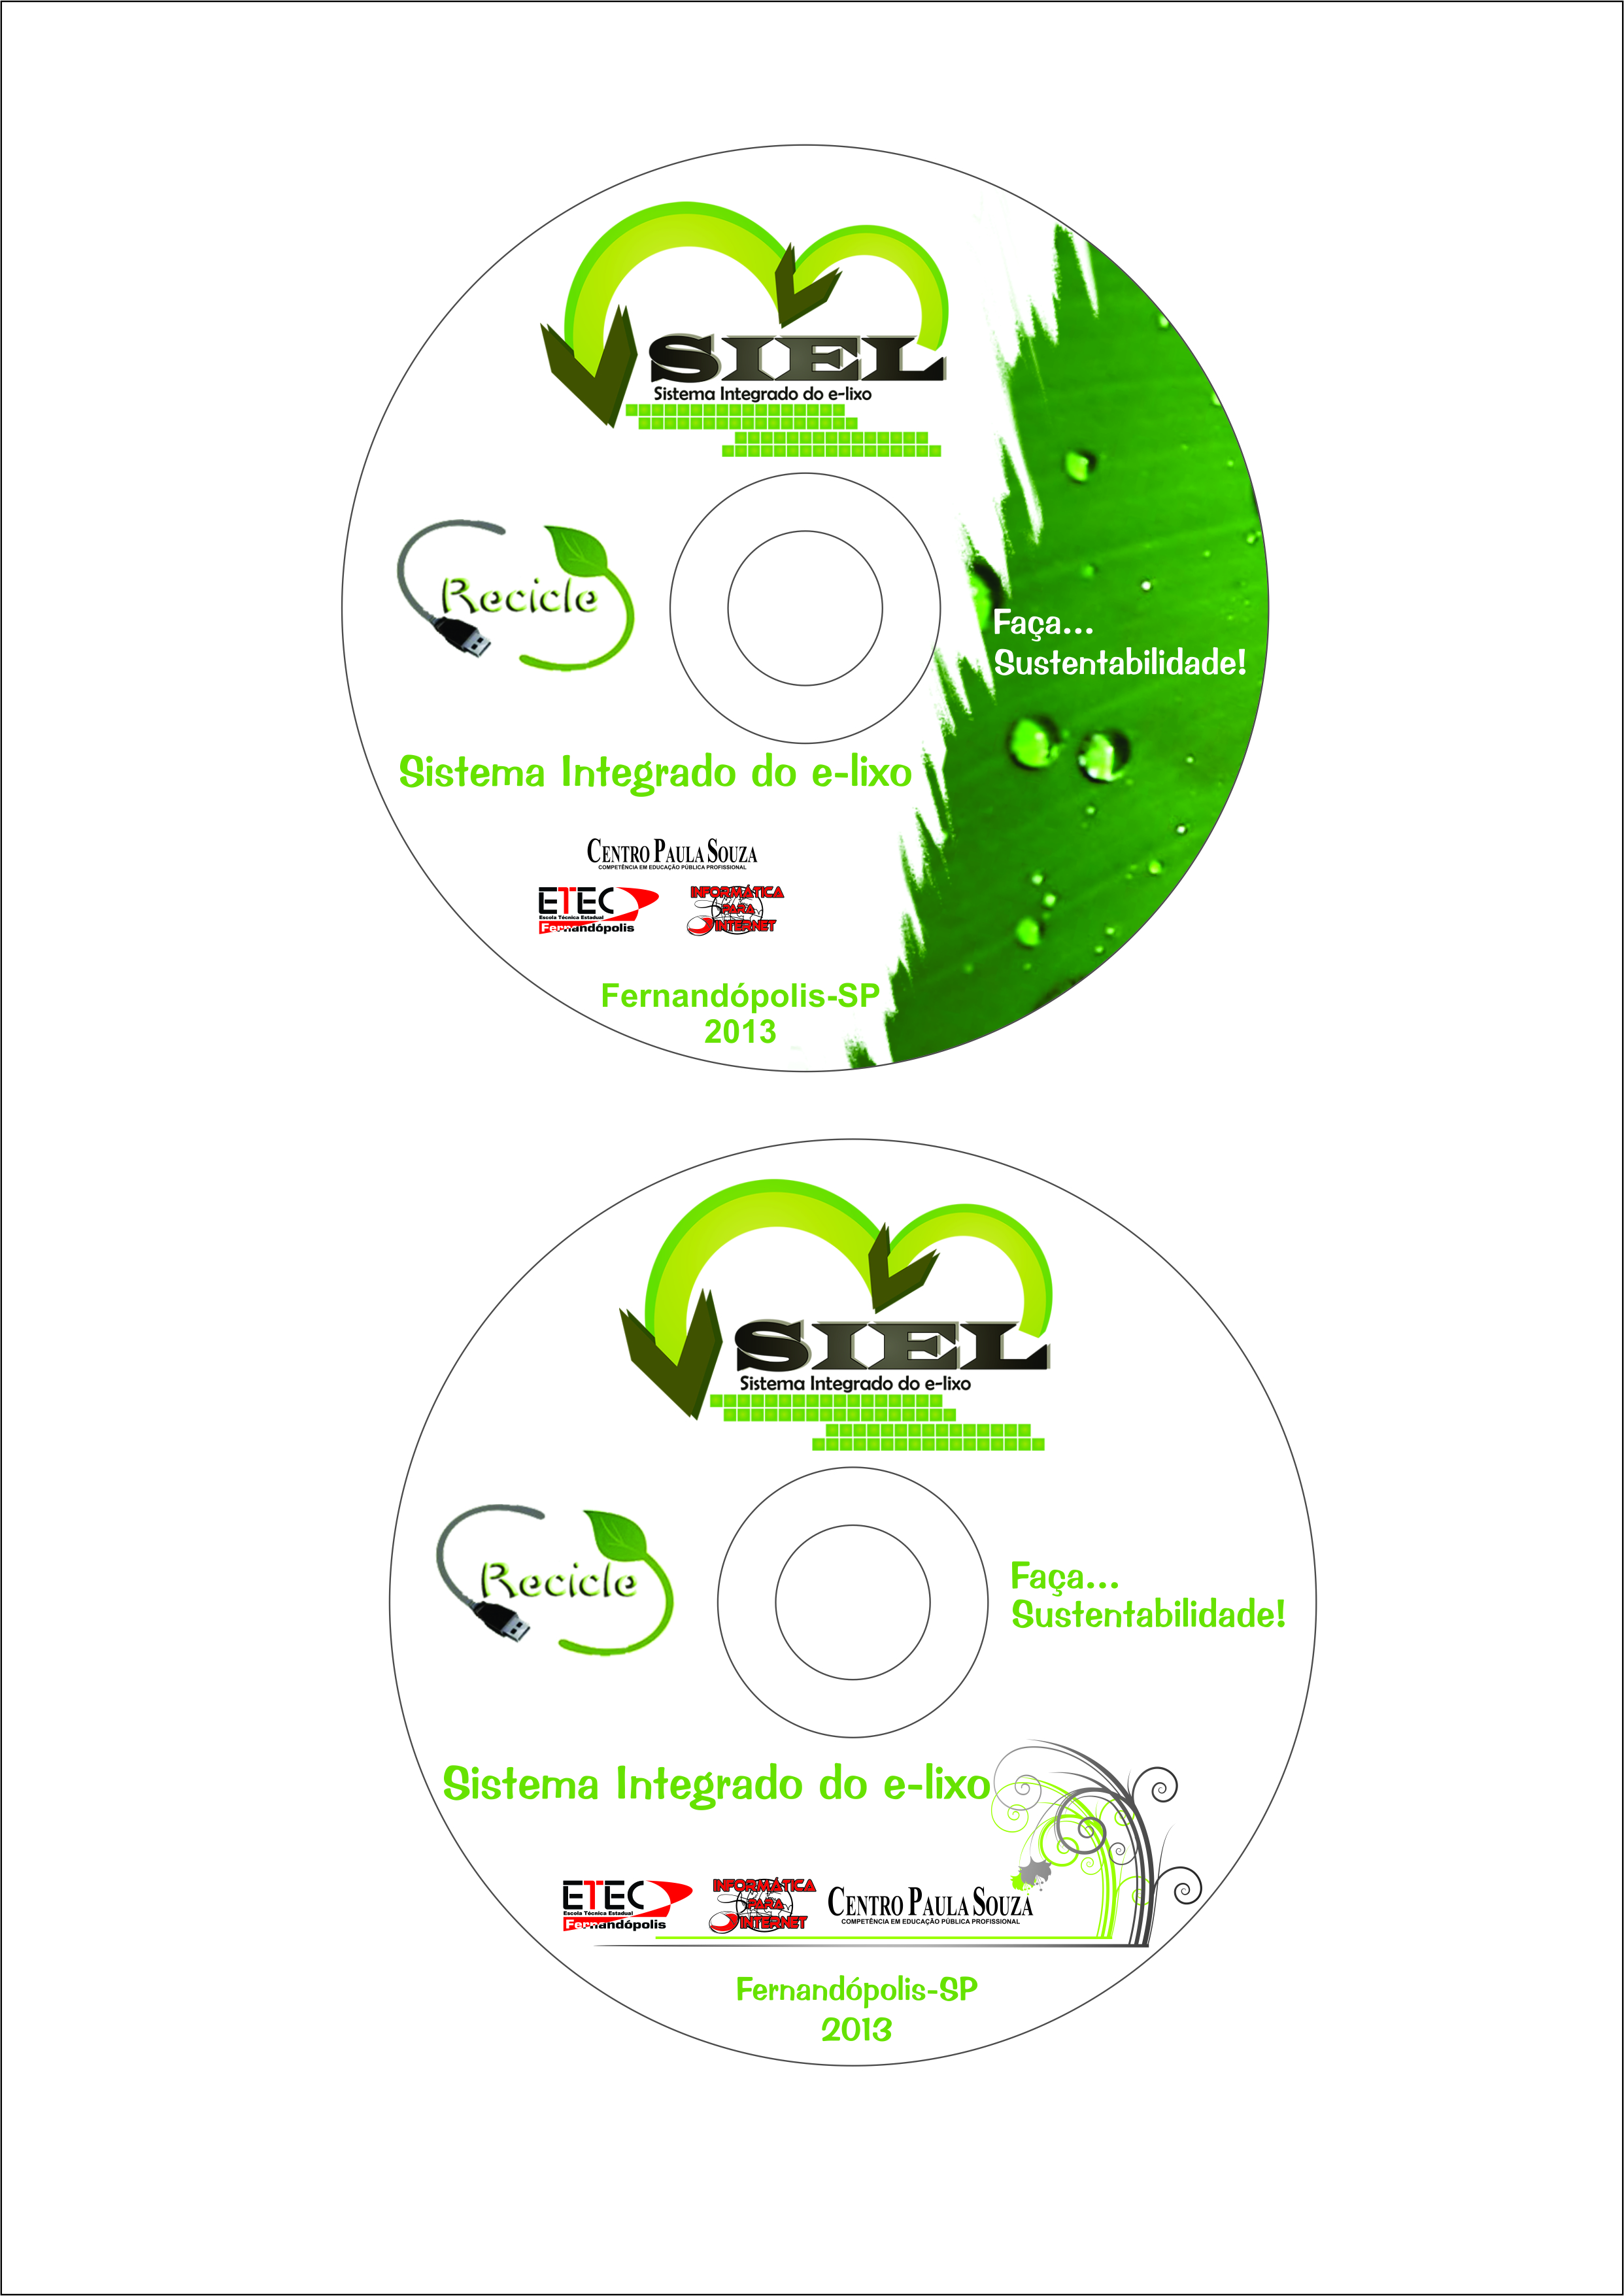 SIEL
Sistema Integrado do e-lixo
Recicle
Faça...
Sustentabilidade!
Sistema Integrado do e-lixo
CENTRO PAULA SOUZA
COMPETÊNCIA EM EDUCAÇÃO PÚBLICA PROFISSIONAL
ETEC
Escola Técnica Estadual
Fernandópolis
INFORMÁTICA
PARA
INTERNET
Fernandópolis-SP
2013
SIEL
Sistema Integrado do e-lixo
Recicle
Faça...
Sustentabilidade!
Sistema Integrado do e-lixo
ETEC
Escola Técnica Estadual
Fernandópolis
INFORMÁTICA
PARA
INTERNET
CENTRO PAULA SOUZA
COMPETÊNCIA EM EDUCAÇÃO PÚBLICA PROFISSIONAL
Fernandópolis-SP
2013